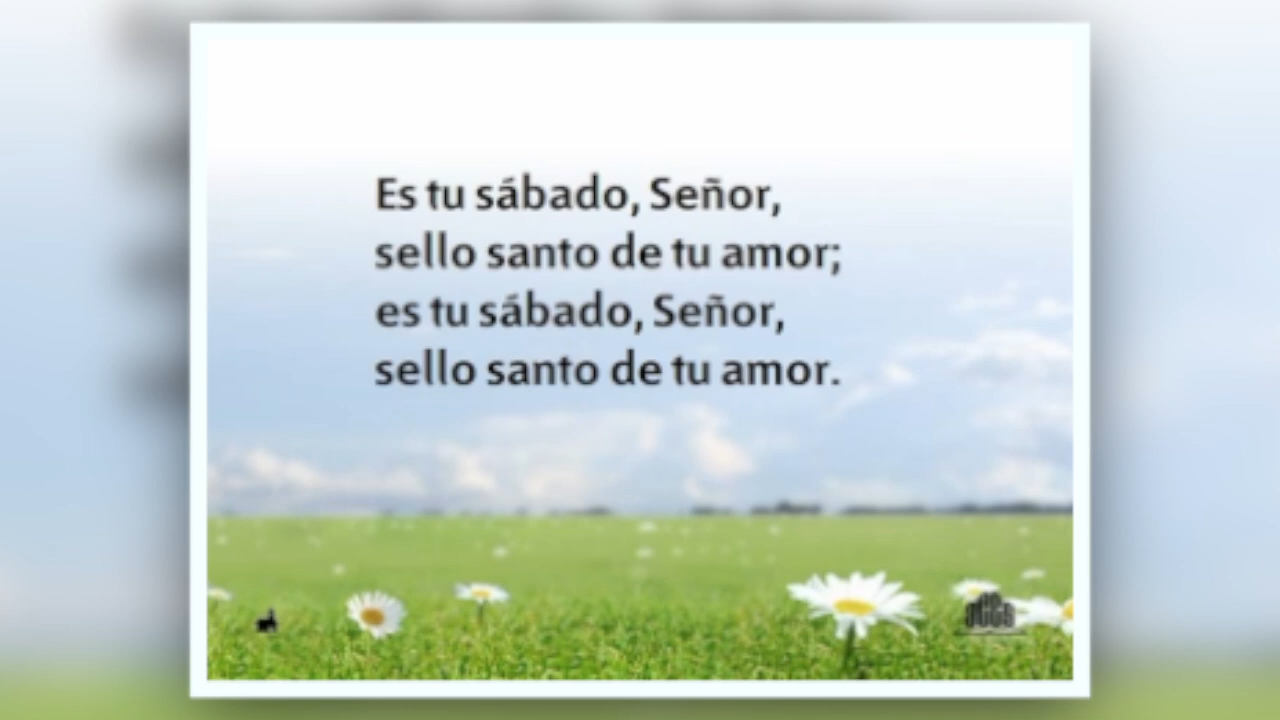 Es tu sábado, Señor,
sello santo de tu amor;
es tu sábado, Señor,
sello santo de tu amor.